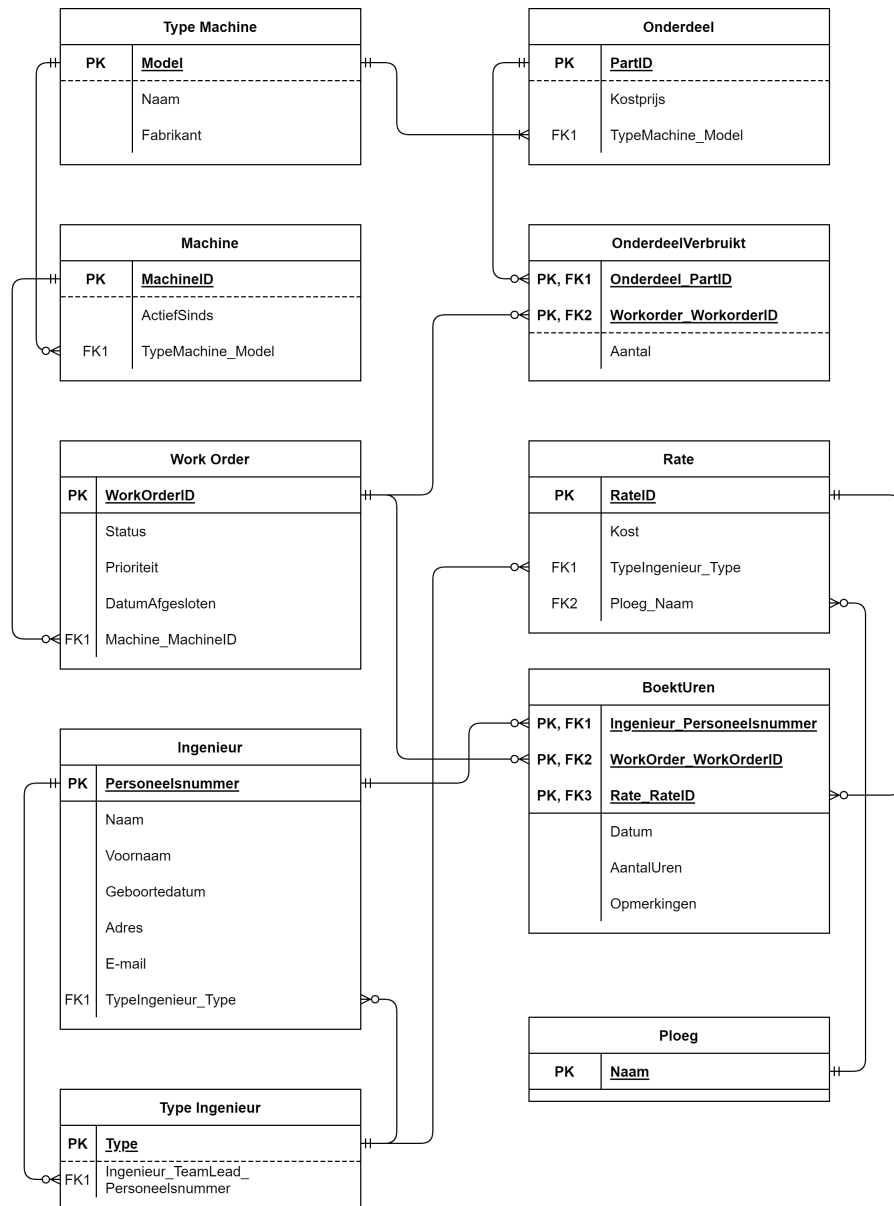 Type Machine
PK Model
Naam
Fabrikant
Onderdeel
PK PartID
Kostprijs
FK1 TypeMachine_Model
Machine
PK MachineID
ActiefSinds
FK1 TypeMachine_Model
OnderdeelVerbruikt
PK, FK1 Onderdeel_PartID
PK, FK2 Workorder_WorkorderID
Aantal
Work Order
PK WorkOrderID
Status
Prioriteit
DatumAfgesloten
FK1 Machine_MachineID
Rate
PK RateID
Kost
FK1 TypeIngenieur_Type
FK2 Ploeg_Naam
Ingenieur
PK Personeelsnummer
Naam
Voornaam
Geboortedatum
Adres
E-mail
FK1 TypeIngenieur_Type
BoektUren
PK, FK1 Ingenieur_Personeelsnummer
PK, FK2 WorkOrder_WorkOrderID
PK, FK3 Rate_RateID
Datum
AantalUren
Opmerkingen
Type Ingenieur
PK Type
FK1 Ingenieur_TeamLead_
Personeelsnummer
Ploeg
PK Naam